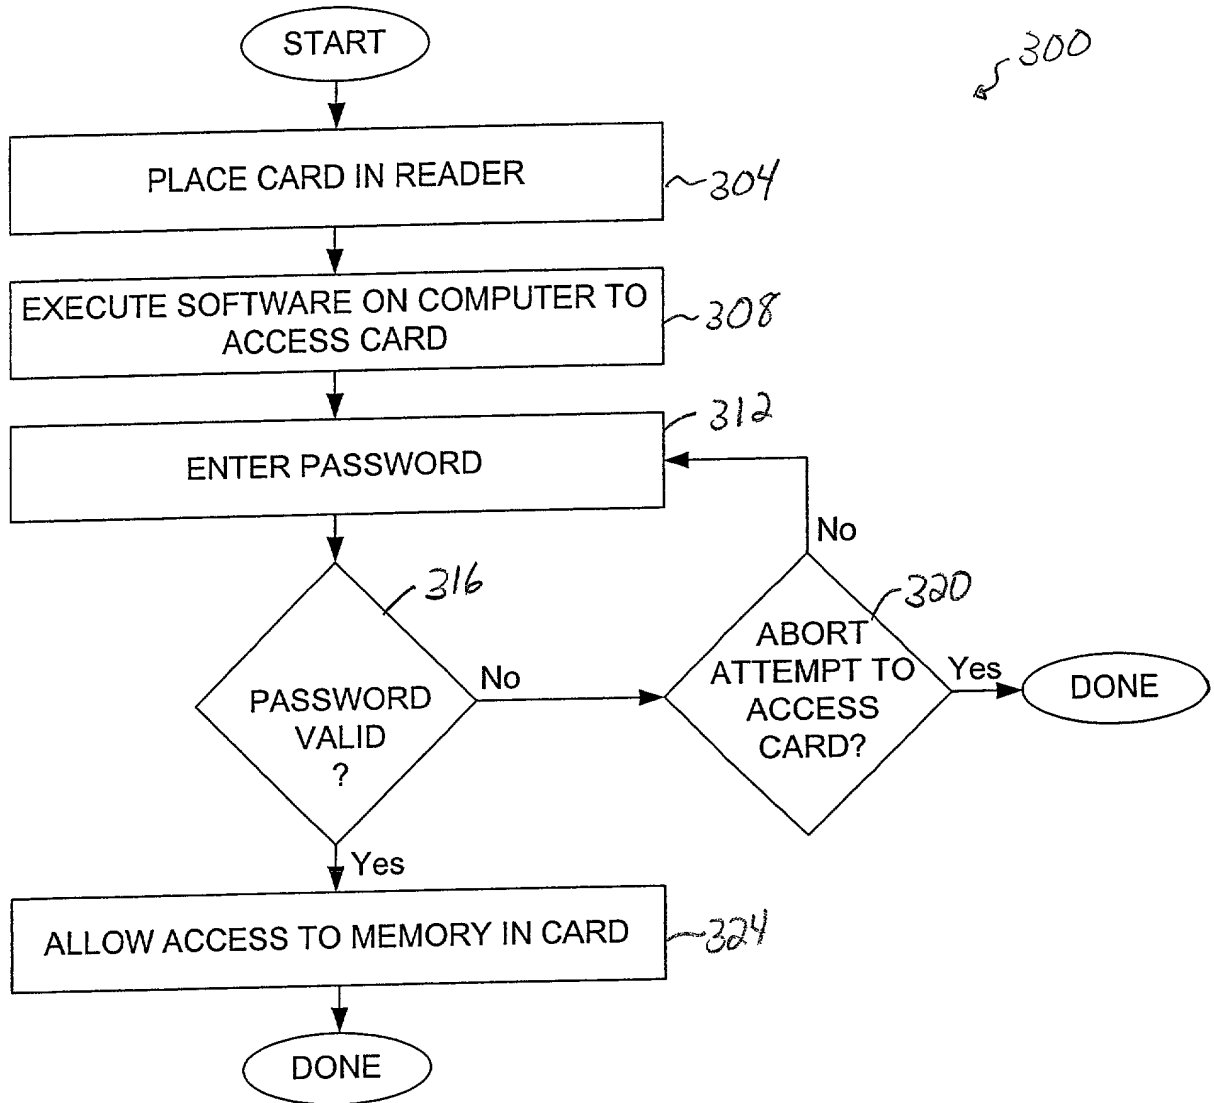 START
300
PLACE CARD IN READER
304
EXECUTE SOFTWARE ON COMPUTER TO
ACCESS CARD
308
312
ENTER PASSWORD
No
316
320
ABORT
ATTEMPT TO
ACCESS
CARD?
Yes
DONE
No
PASSWORD
VALID
?
Yes
ALLOW ACCESS TO MEMORY IN CARD
324
DONE